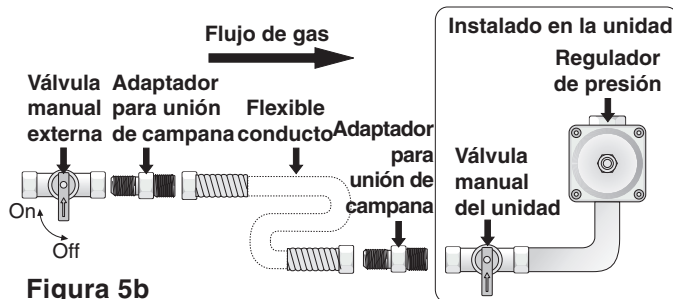 Flujo de gas
Instalado en la unidad
Regulador
de presión
Válvula
manual
externa
Adaptador
para unión
de campana
Flexible
conducto
Adaptador
para
unión de
campana
Válvula
manual
del unidad
On
Off
Figura 5b